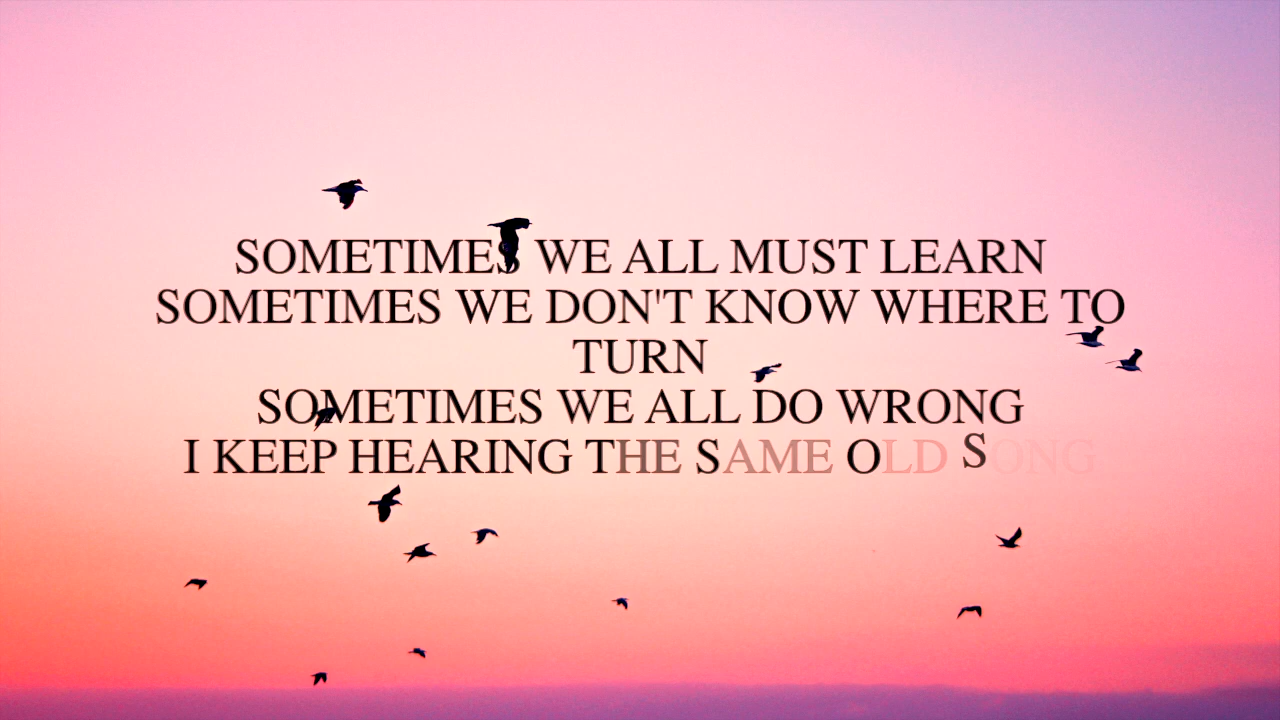 SOMETIMES WE ALL MUST LEARN
SOMETIMES WE DON'T KNOW WHERE TO
TURN
SOMETIMES WE ALL DO WRONG
I KEEP HEARING THE SAME OLD SONG